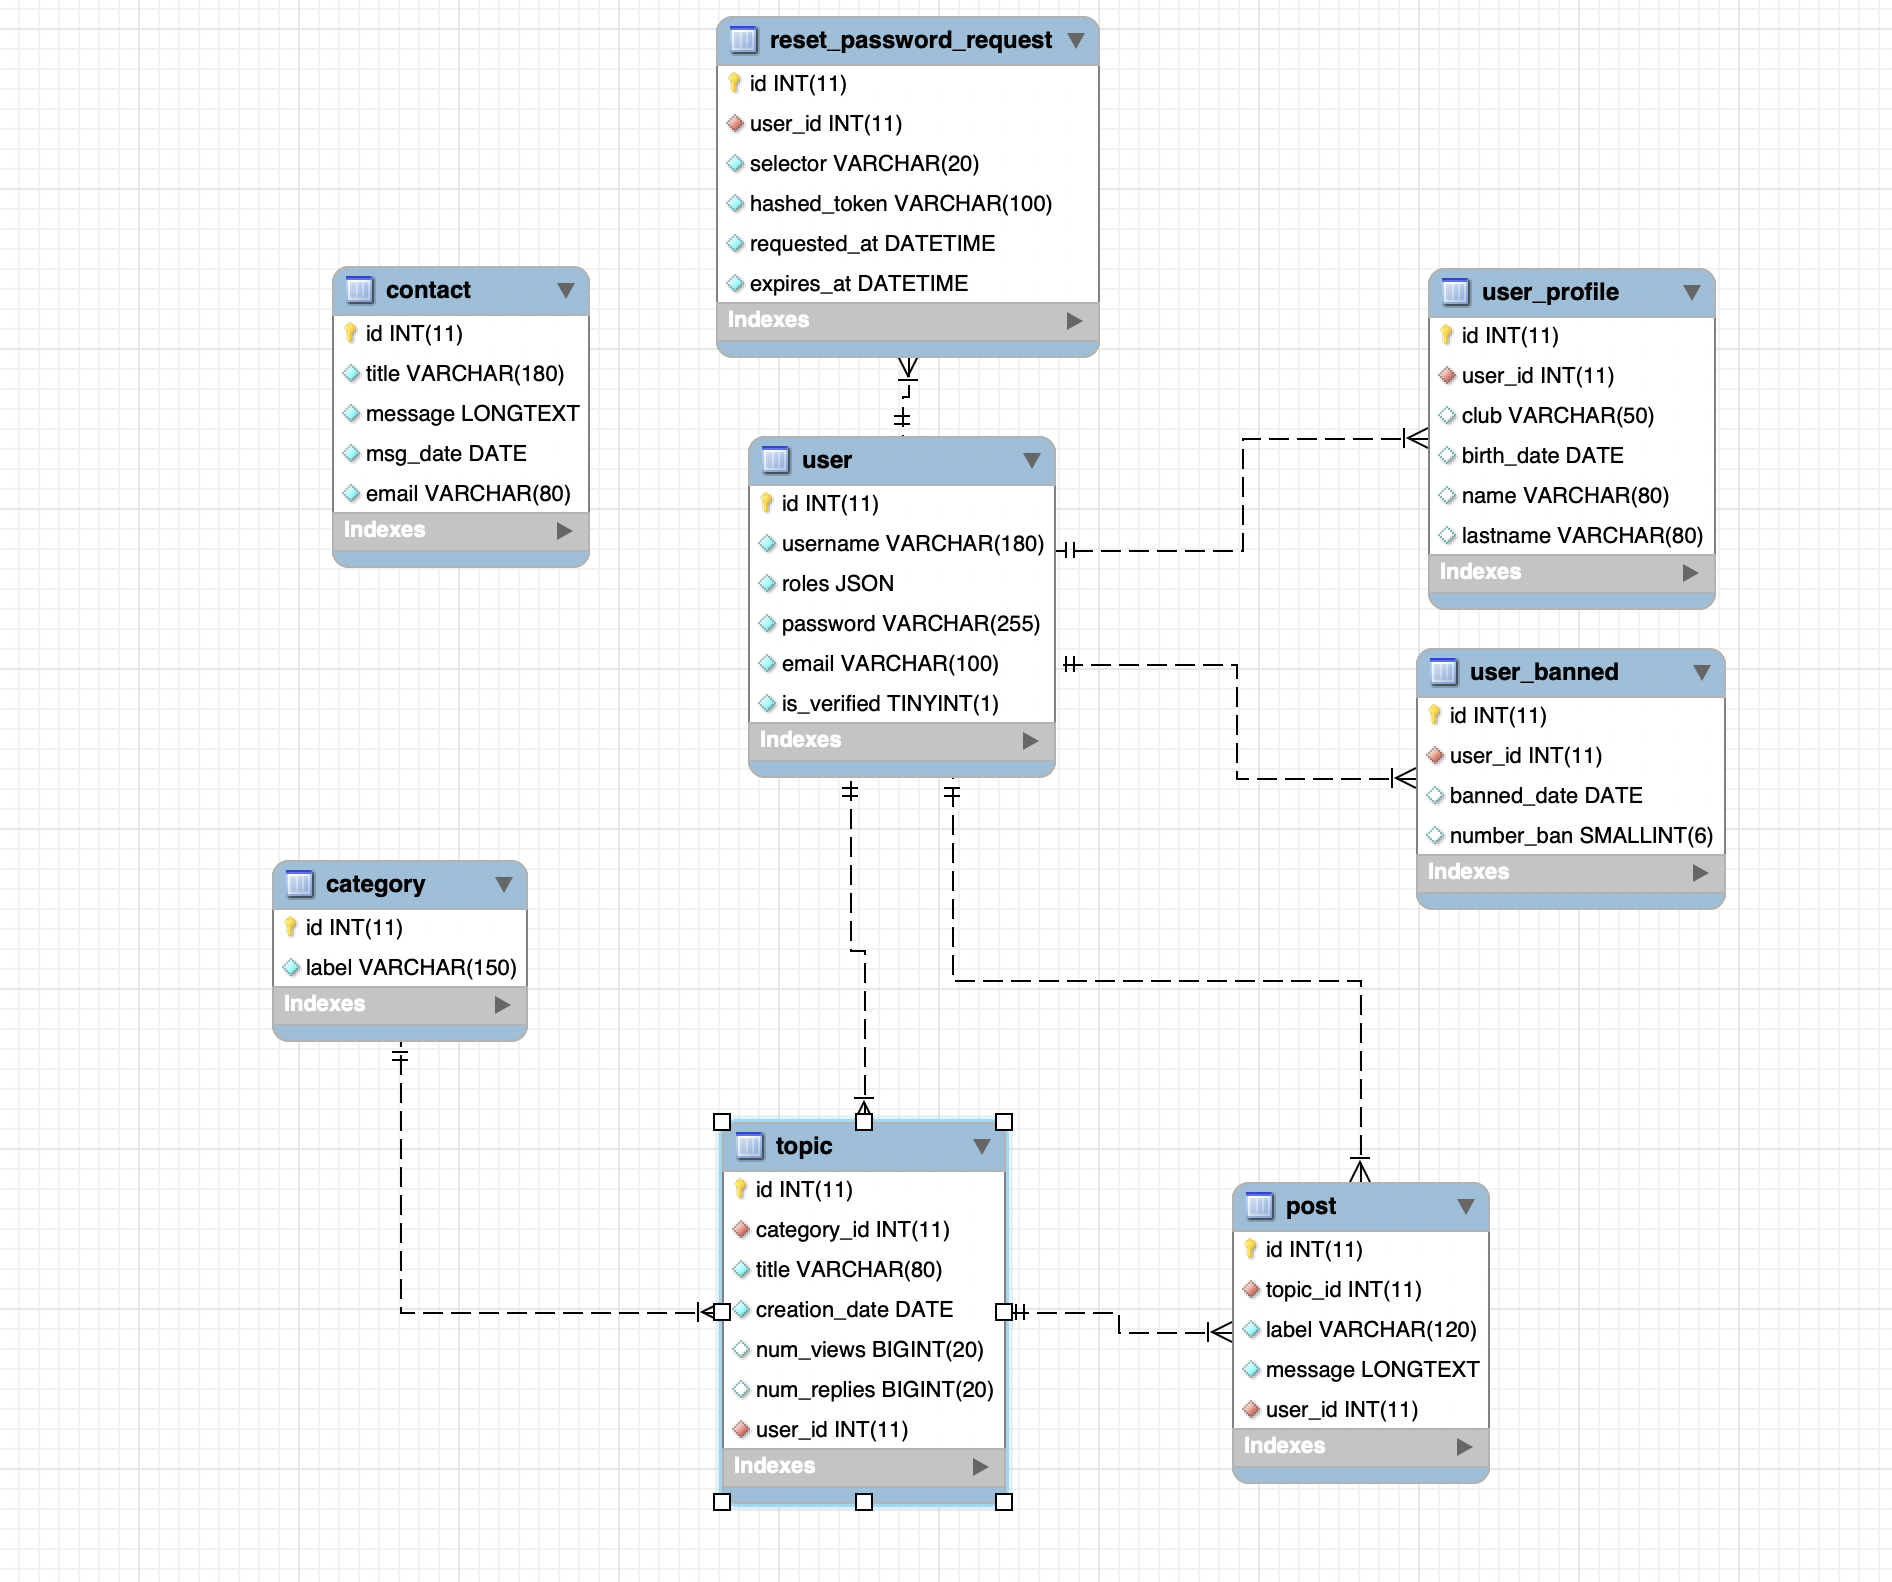 reset_password_request
id INT(11)
user_id INT(11)
selector VARCHAR(20)
hashed_token VARCHAR(100)
requested_at DATETIME
expires_at DATETIME
Indexes
contact
id INT(11)
title VARCHAR(180)
message LONGTEXT
msg_date DATE
email VARCHAR(80)
Indexes
user_profile
id INT(11)
user_id INT(11)
club VARCHAR(50)
birth_date DATE
name VARCHAR(80)
lastname VARCHAR(80)
Indexes
user
id INT(11)
username VARCHAR(180)
roles JSON
password VARCHAR(255)
email VARCHAR(100)
is_verified TINYINT(1)
Indexes
user_banned
id INT(11)
user_id INT(11)
banned_date DATE
number_ban SMALLINT(6)
Indexes
category
id INT(11)
label VARCHAR(150)
Indexes
topic
id INT(11)
category_id INT(11)
title VARCHAR(80)
creation_date DATE
num_views BIGINT(20)
num_replies BIGINT(20)
user_id INT(11)
Indexes
post
id INT(11)
topic_id INT(11)
label VARCHAR(120)
message LONGTEXT
user_id INT(11)
Indexes